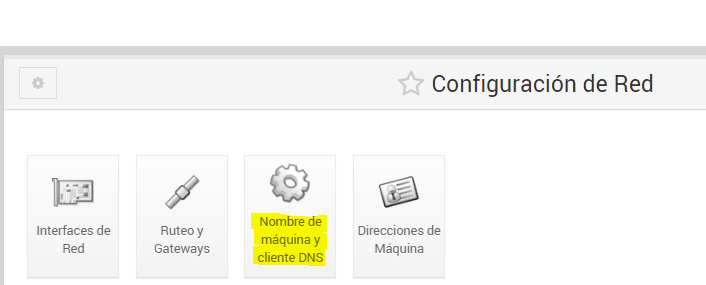 Configuración de Red
Interfaces de
Red
Ruteo y
Gateways
Nombre de
máquina y
cliente DNS
Direcciones de
Máquina